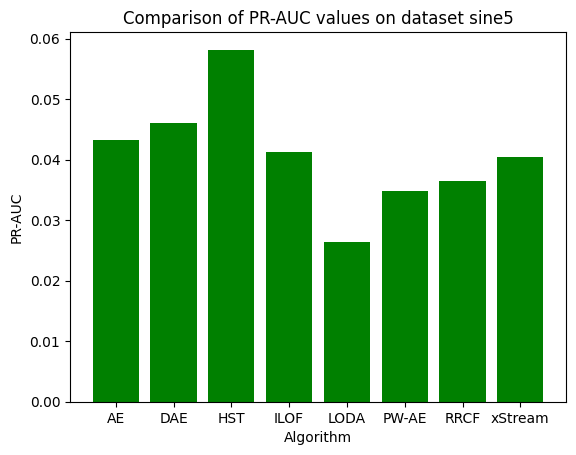 Comparison of PR-AUC values on dataset sine5
0.06
0.05
0.04
0.03
0.02
0.01
0.00
PR-AUC
AE DAE HST ILOF LODA PW-AE RRCF xStream
Algorithm